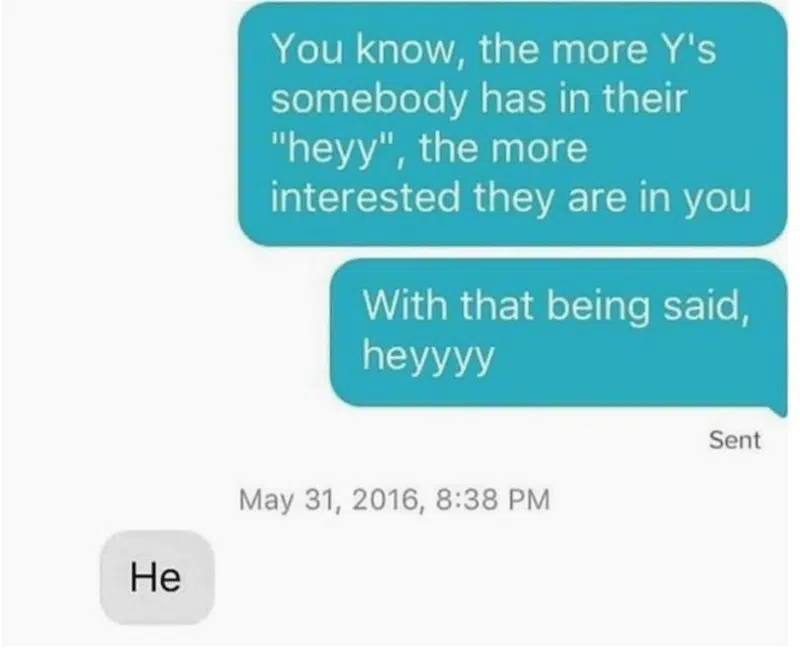 You know, the more Y's
somebody has in their
"heyy", the more
interested they are in you
With that being said,
heyyyy
Sent
May 31, 2016, 8:38 PM
He